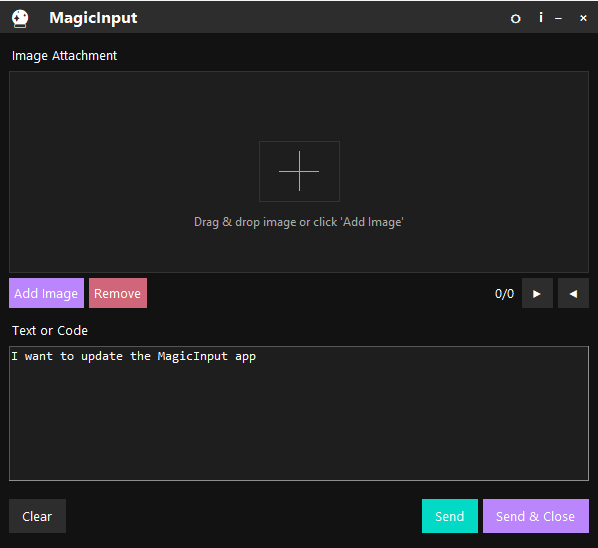 MagicInput
i
Image Attachment
Drag & drop image or click 'Add Image'
Add Image Remove 0/0
Text or Code
I want to update the MagicInput app
Clear Send Send & Close